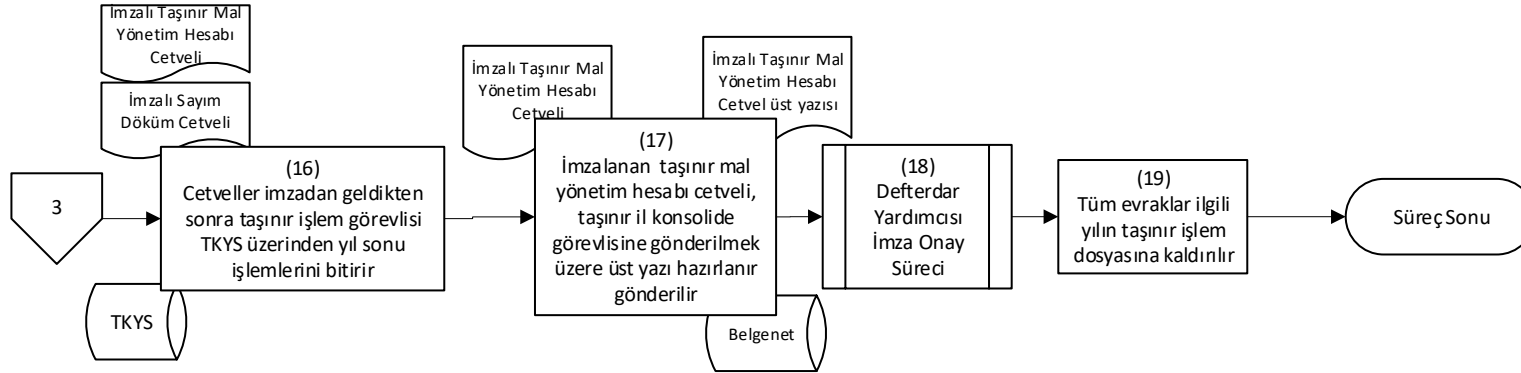 İmzalı Taşınır Mal
Yönetim Hesabı
Cetveli
İmzalı Sayım
Döküm Cetveli
3
(16)
Cetveller imzadan geldikten
sonra taşınır işlem görevlisi
TKYS üzerinden yıl sonu
işlemlerini bitirir
TKYS
İmzalı Taşınır Mal
Yönetim Hesabı
Cetveli
İmzalı Taşınır Mal
Yönetim Hesabı
Cetvel üst yazısı
(17)
İmzalanan taşınır mal
yönetim hesabı cetveli,
taşınır il konsolide
görevlisine gönderilmek
üzere üst yazı hazırlanır
gönderilir
Belgenet
(18)
Defterdar
Yardımcısı
İmza Onay
Süreci
(19)
Tüm evraklar ilgili
yılın taşınır işlem
dosyasına kaldırılır
Süreç Sonu